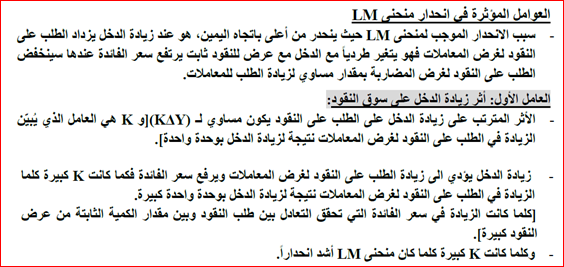 العوامل المؤثرة في انحدار منحنى LM
- سبب الانحدار الموجب لمنحنى LM حيث ينحدر من أعلى باتجاه اليمين، هو عند زيادة الدخل يزداد الطلب على
النقود لغرض المعاملات فهو يتغير طردياً مع الدخل مع عرض للنقود ثابت يرتفع سعر الفائدة عندها سينخفض
الطلب على النقود لغرض المضاربة بمقدار مساوي لزيادة الطلب للمعاملات.
العامل الأول: أثر زيادة الدخل على سوق النقود:
- الأثر المترتب على زيادة الدخل على الطلب على النقود يكون مساوي لـ (KΔY)[و K هي العامل الذي يُبيّن
الزيادة في الطلب على النقود لغرض المعاملات نتيجة لزيادة الدخل بوحدة واحدة].
- زيادة الدخل يؤدي الى زيادة الطلب على النقود لغرض المعاملات ويرفع سعر الفائدة فكما كانت K كبيرة كلما
الزيادة في الطلب على النقود لغرض المعاملات نتيجة لزيادة الدخل بوحدة واحدة كبيرة.
[كلما كانت الزيادة في سعر الفائدة التي تحقق التعادل بين طلب النقود وبين مقدار الكمية الثابتة من عرض
النقود كبيرة].
- وكلما كانت K كبيرة كلما كان منحنى LM أشد انحداراً.